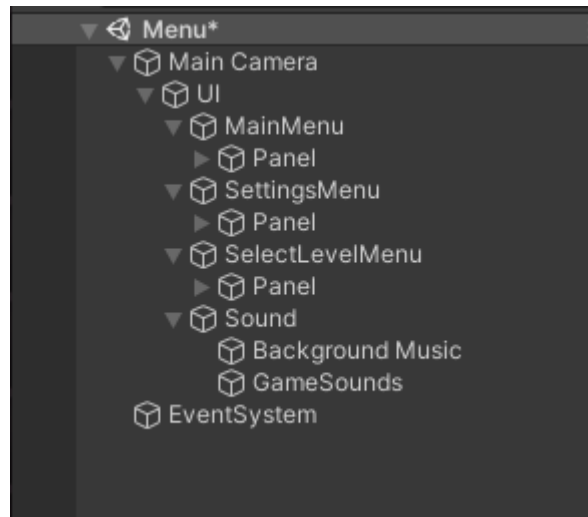 Menu*
Main Camera
UI
MainMenu
Panel
SettingsMenu
Panel
SelectLevelMenu
Panel
Sound
Background Music
GameSounds
EventSystem